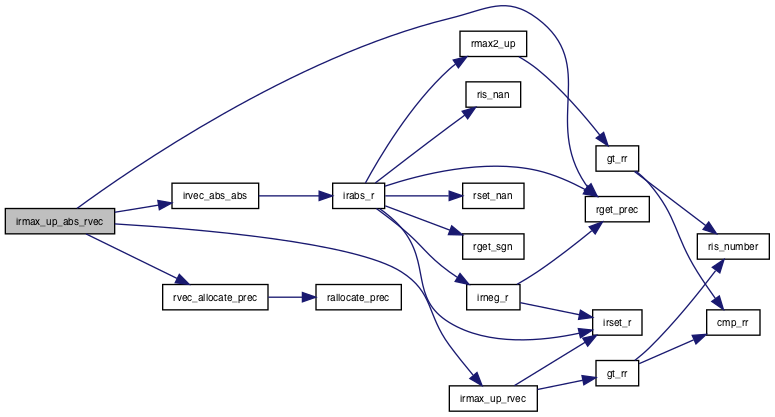 rmax2_up
ris_nan
gt_rr
irvec_abs_abs
irabs_r
rset_nan
rget_prec
irmax_up_abs_rvec
rget_sgn
ris_number
rvec_allocate_prec
rallocate_prec
irneg_r
irset_r
cmp_rr
gt_rr
irmax_up_rvec